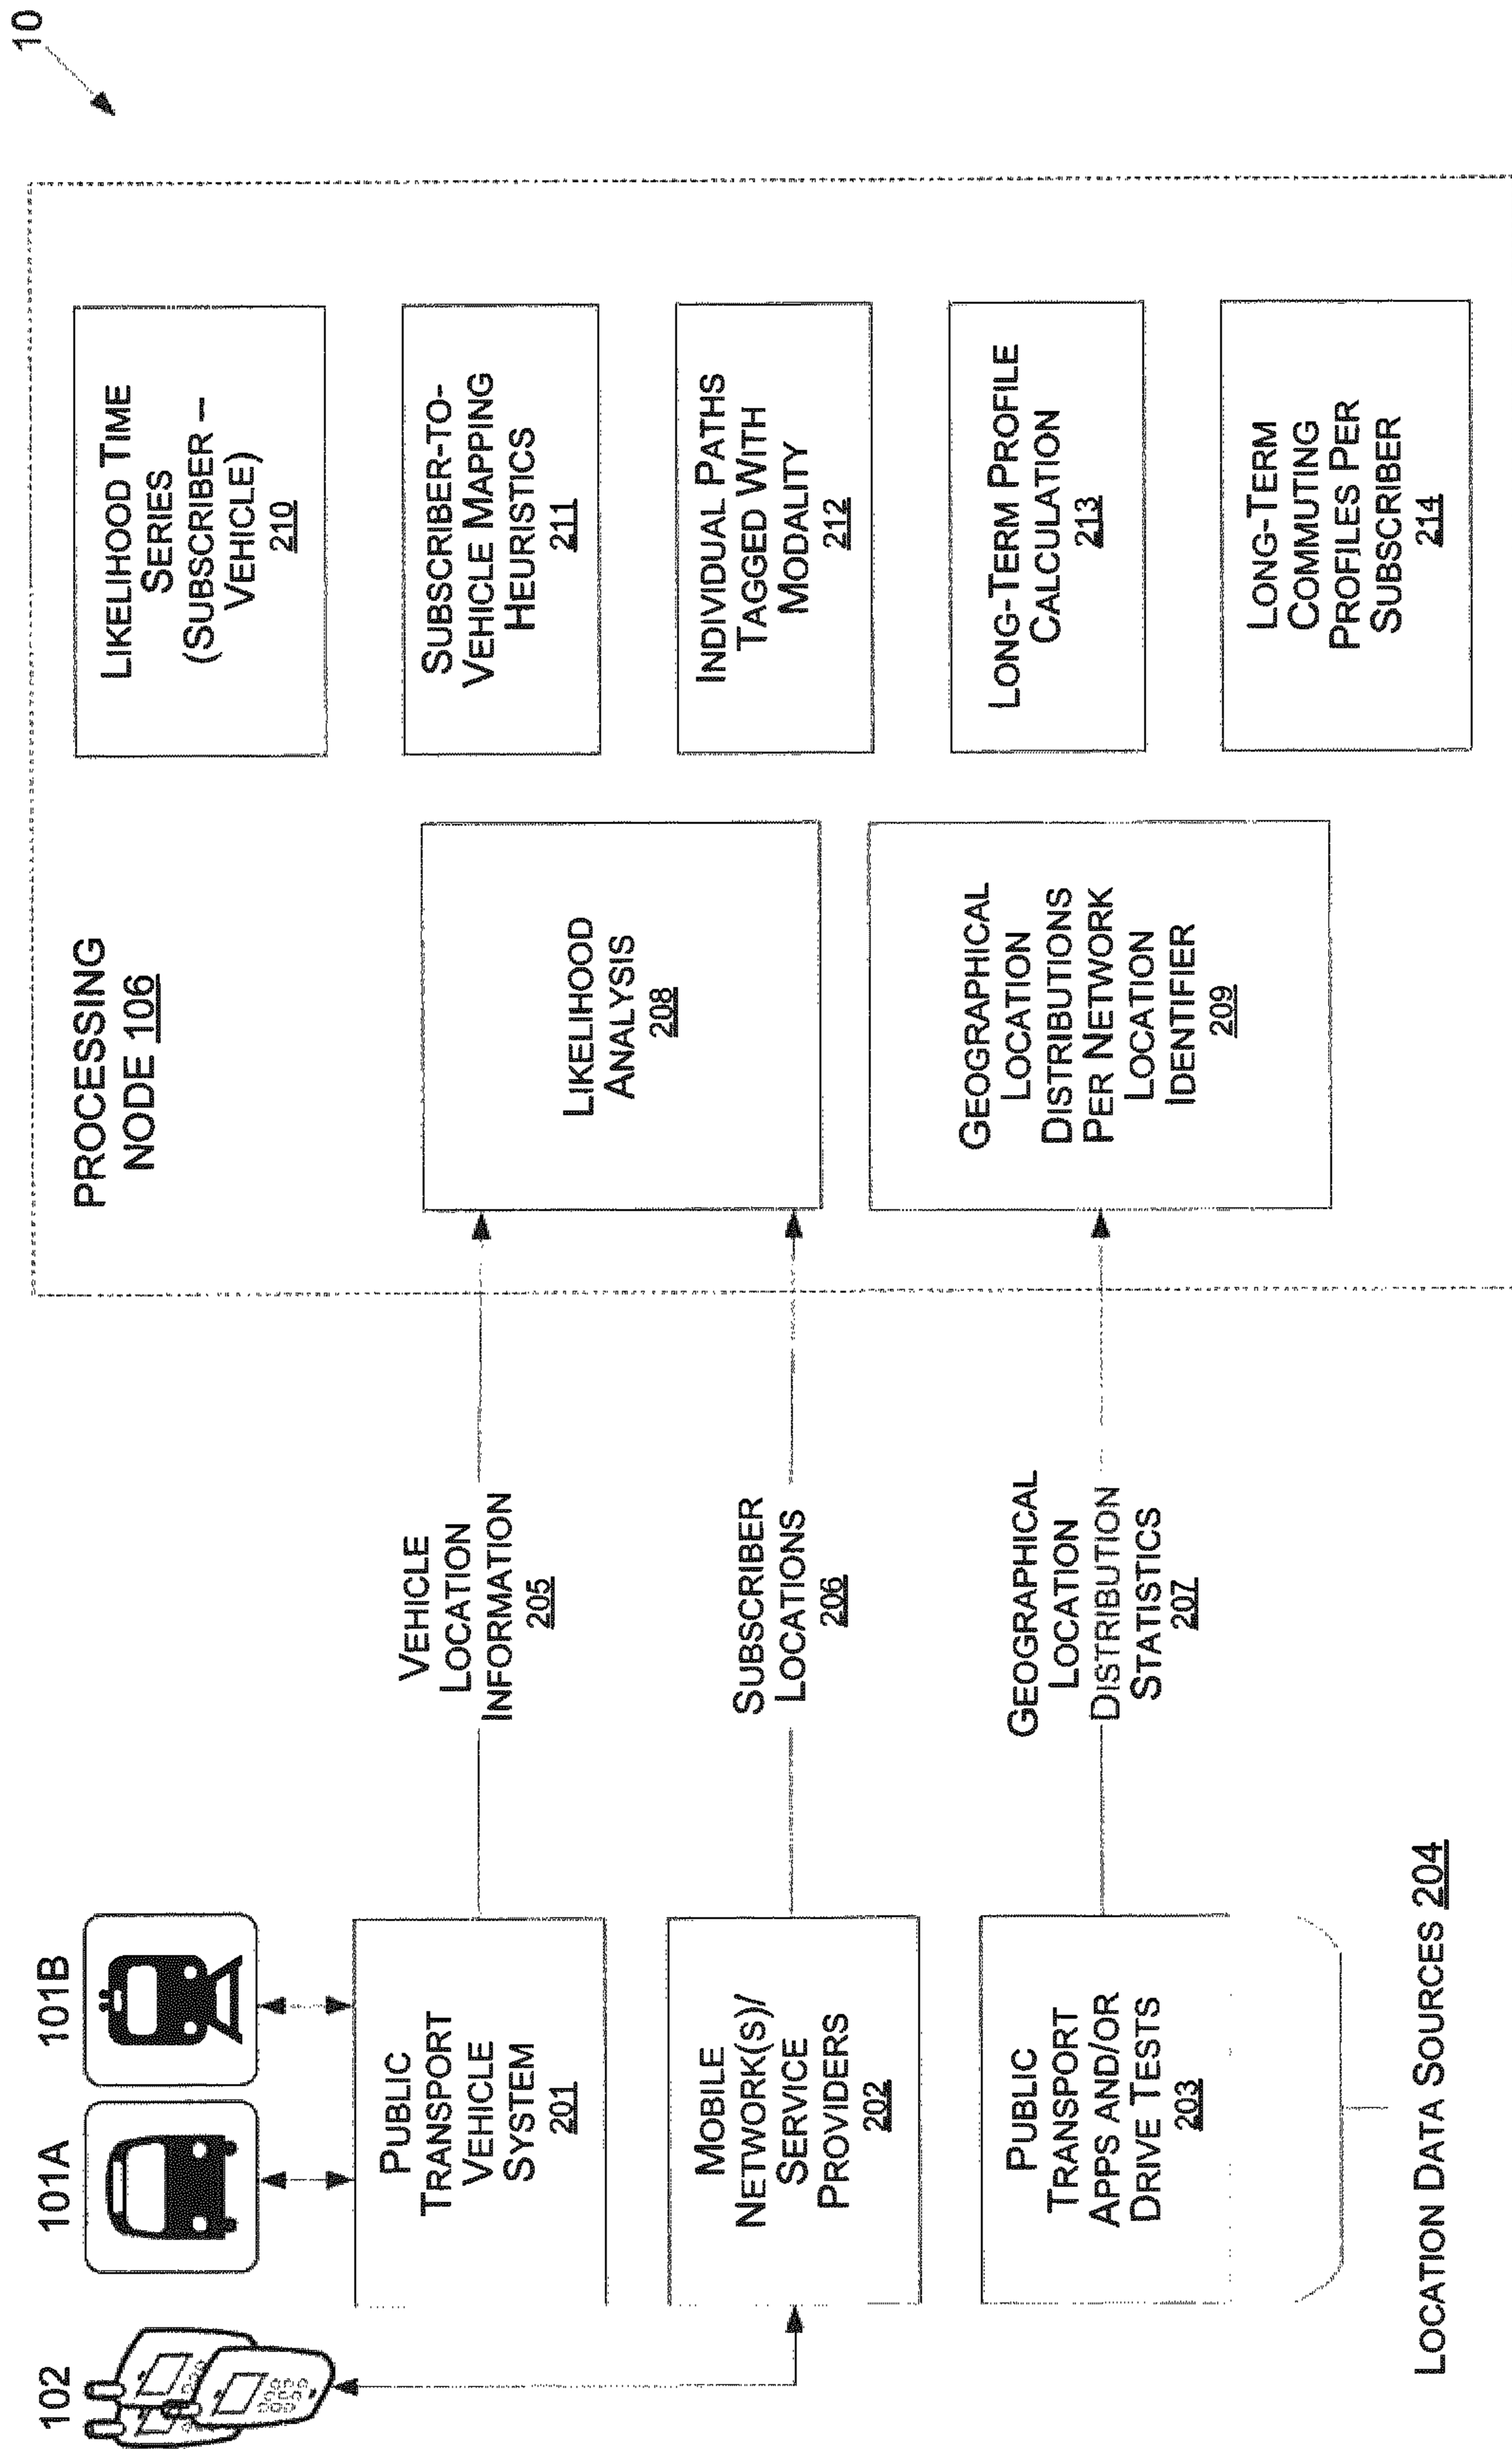 10
102
101A
101B
PUBLIC
TRANSPORT
VEHICLE
SYSTEM
201
MOBILE
NETWORK(S)/
SERVICE
PROVIDERS
202
PUBLIC
TRANSPORT
APPS AND/OR
DRIVE TESTS
203
LOCATION DATA SOURCES 204
VEHICLE
LOCATION
INFORMATION
205
SUBSCRIBER
LOCATIONS
206
GEOGRAPHICAL
LOCATION
DISTRIBUTION
STATISTICS
207
PROCESSING
NODE 106
LIKELIHOOD
ANALYSIS
208
GEOGRAPHICAL
LOCATION
DISTRIBUTIONS
PER NETWORK
LOCATION
IDENTIFIER
209
LIKELIHOOD TIME
SERIES
(SUBSCRIBER –
VEHICLE)
210
SUBSCRIBER-TO-
VEHICLE MAPPING
HEURISTICS
211
INDIVIDUAL PATHS
TAGGED WITH
MODALITY
212
LONG-TERM PROFILE
CALCULATION
213
LONG-TERM
COMMUTING
PROFILES PER
SUBSCRIBER
214